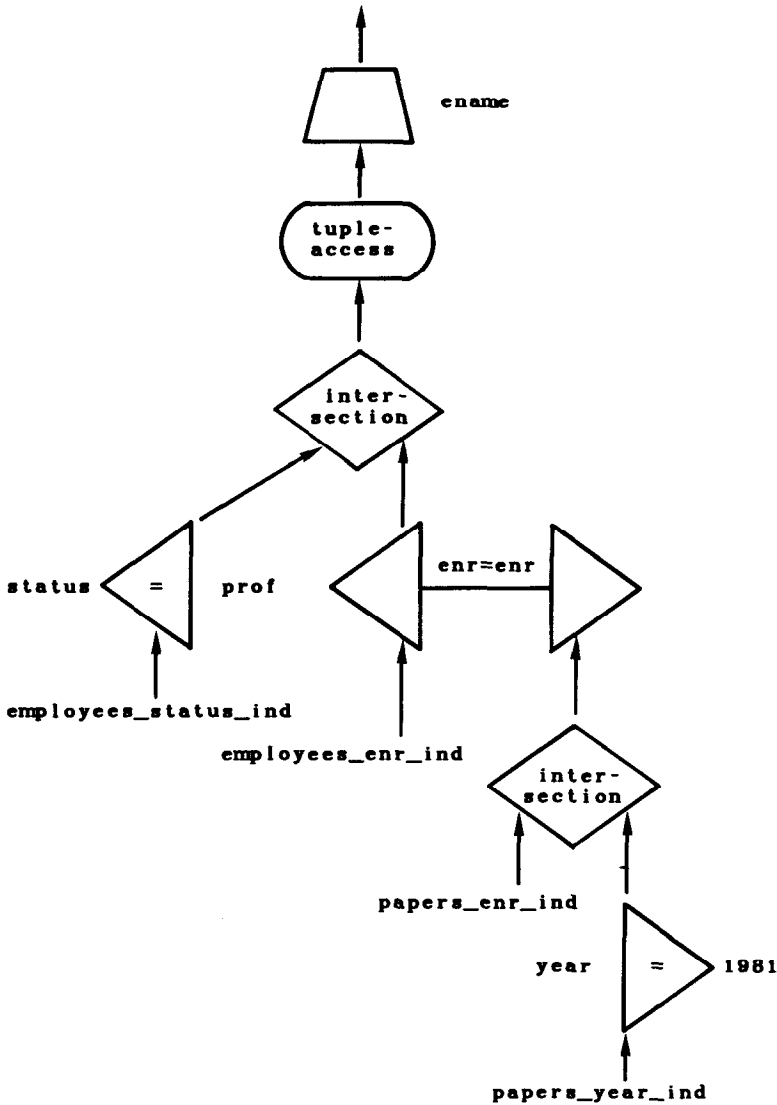 ename
tuple-
access
inter-
section
status
=
prof
enr=enr
employees_status_ind
employees_enr_ind
inter-
section
papers_enr_ind
year
=
1981
papers_year_ind